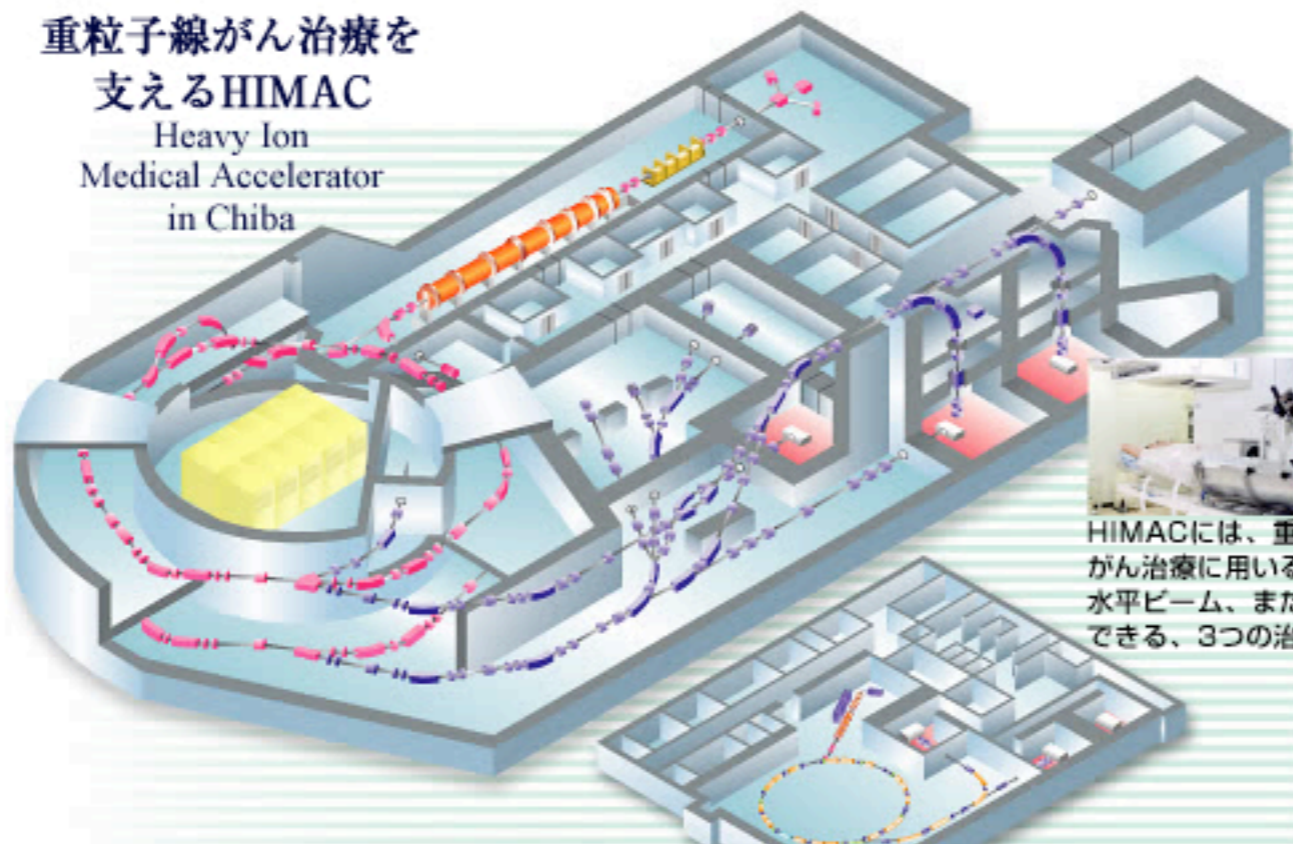 重粒子線がん治療を
支えるHIMAC
Heavy Ion
Medical Accelerator
in Chiba
HIMACには、重
がん治療に用いる
水平ビーム、また
できる、3つの治